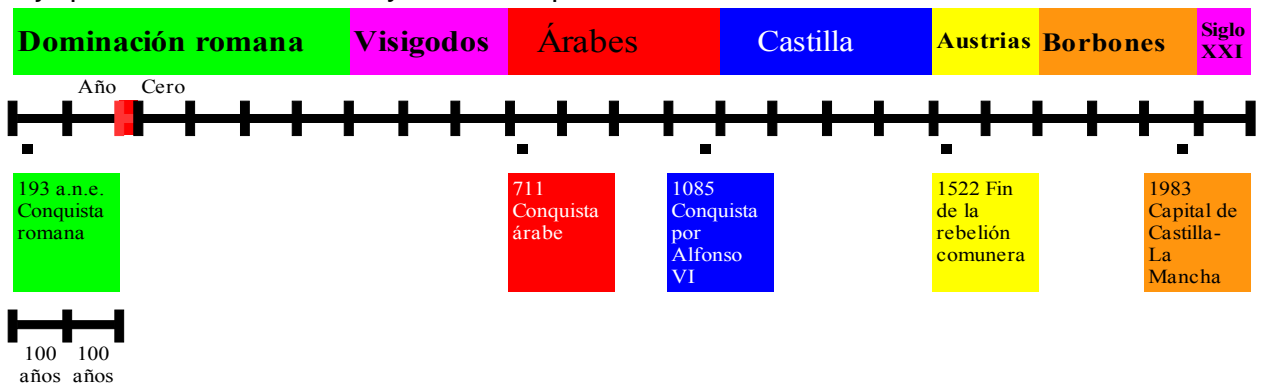 Dominación romana
Visigodos
Árabes
Castilla
Austrias
Borbones
Siglo
XXI
Año Cero
193 a.n.e.
Conquista
romana
711
Conquista
árabe
1085
Conquista
por
Alfonso
VI
1522 Fin
de la
rebelión
comunera
1983
Capital de
Castilla-
La
Mancha
100
años
100
años